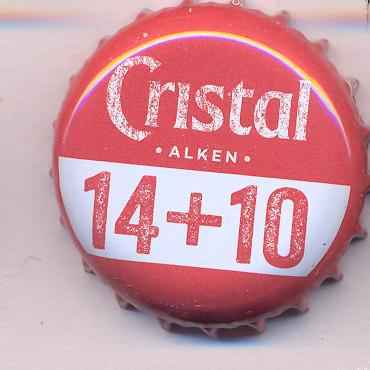 Cristal
• ALKEN •
14+10